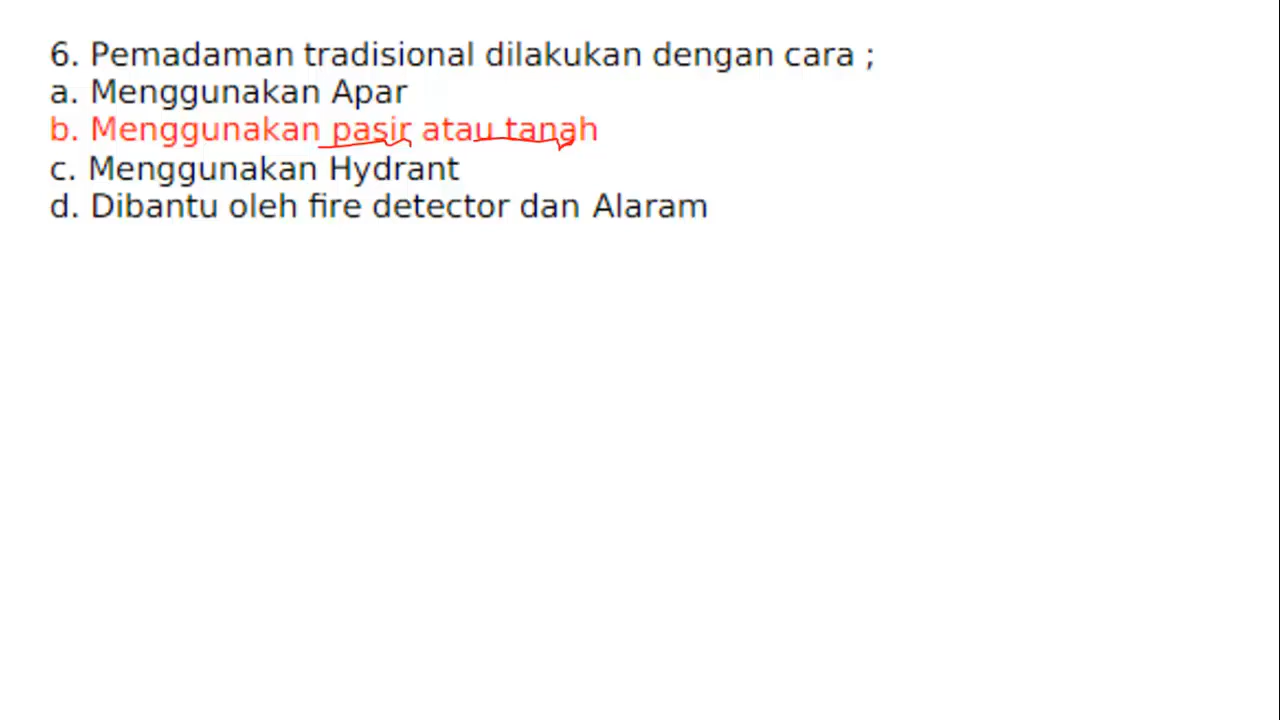 6. Pemadaman tradisional dilakukan dengan cara ;
a. Menggunakan Apar
b. Menggunakan pasir atau tanah
c. Menggunakan Hydrant
d. Dibantu oleh fire detector dan Alaram